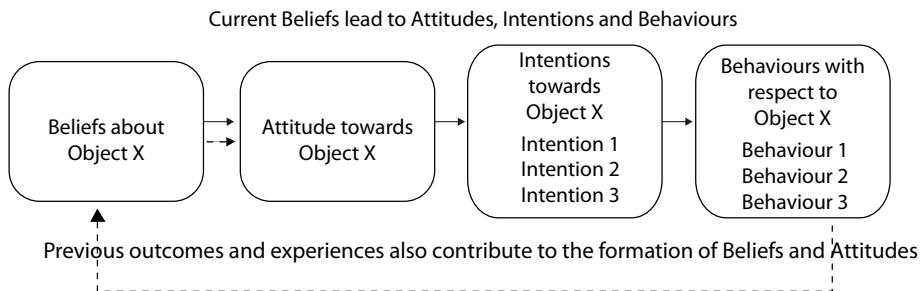 Current Beliefs lead to Attitudes, Intentions and Behaviours
Beliefs about
Object X
Attitude towards
Object X
Intentions
towards
Object X
Intention 1
Intention 2
Intention 3
Behaviours with
respect to
Object X
Behaviour 1
Behaviour 2
Behaviour 3
Previous outcomes and experiences also contribute to the formation of Beliefs and Attitudes